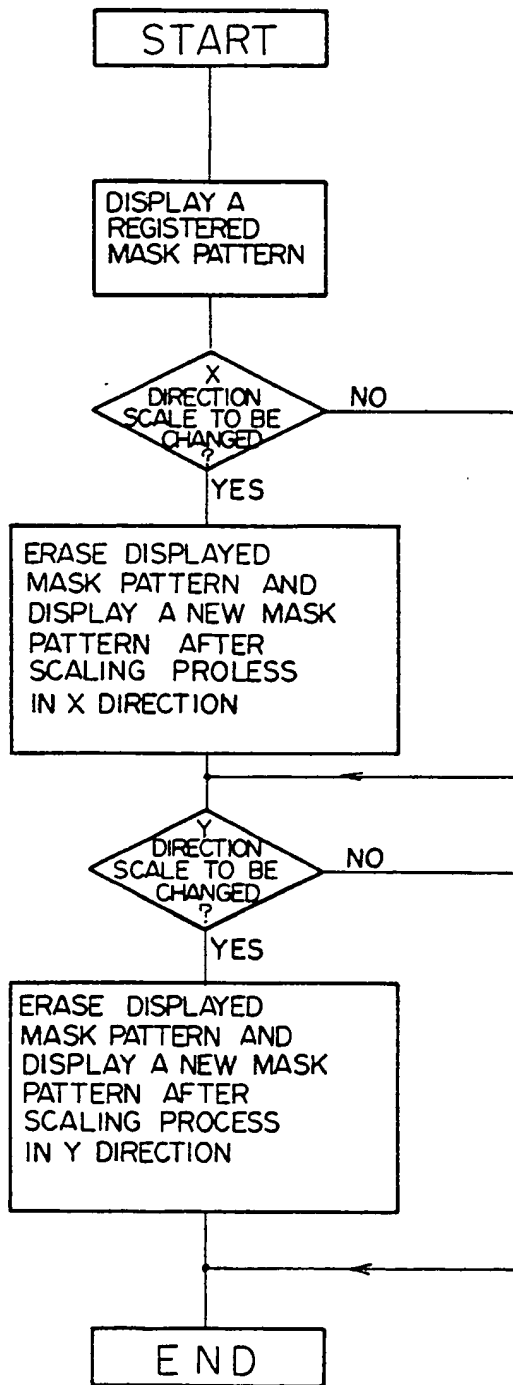 START
DISPLAY A
REGISTERED
MASK PATTERN
X
DIRECTION
SCALE TO BE
CHANGED
?
NO
YES
ERASE DISPLAYED
MASK PATTERN AND
DISPLAY A NEW MASK
PATTERN AFTER
SCALING PROLESS
IN X DIRECTION
Y
DIRECTION
SCALE TO BE
CHANGED
?
NO
YES
ERASE DISPLAYED
MASK PATTERN AND
DISPLAY A NEW MASK
PATTERN AFTER
SCALING PROCESS
IN Y DIRECTION
END